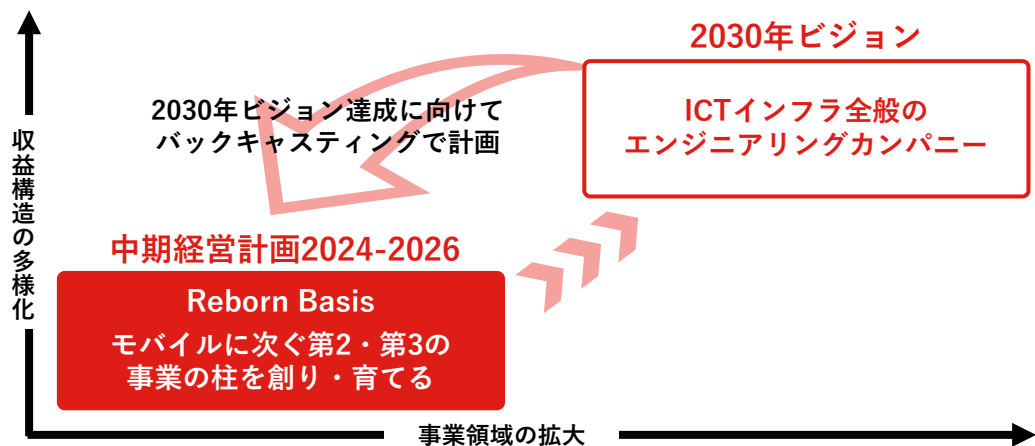 2030年ビジョン
ICTインフラ全般の
エンジニアリングカンパニー
2030年ビジョン達成に向けて
バックキャスティングで計画
収益構造の多様化
中期経営計画2024-2026
Reborn Basis
モバイルに次ぐ第2・第3の
事業の柱を創り・育てる
事業領域の拡大